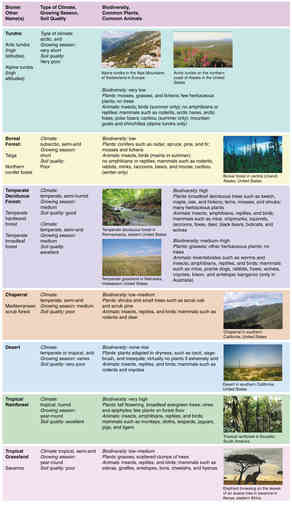 Biome:
Other
Name(s)
Type of Climate,
Growing Season,
Soil Quality
Biodiversity,
Common Plants,
Common Animals
Tundra
Artic tundra
(high
latitudes)
Alpine tundra
(high
altitudes)
Type of climate:
arctic, arid
Growing season:
very short
Soil quality:
Very poor
Alpine tundra in the Alps Mountains
of Switzerland in Europe
Arctic tundra on the northern
coast of Alaska in the United
States
Biodiversity: very low
Plants: mosses, grasses, and lichens; few herbaceous
plants; no trees
Animals: insects; birds (summer only); no amphibians or
reptiles; mammals such as rodents, arctic hares, arctic
foxes, polar bears; caribou (summer only); mountain
goats and chinchillas (alpine tundra only)
Boreal
Forest:
Taiga
Northern
conifer forest
Climate:
subarctic, semi-arid
Growing season:
short
Soil quality:
Poor
Biodiversity: low
Plants: conifers such as cedar, spruce, pine, and fir;
mosses and lichens
Animals: insects, birds (mainly in summer)
no amphibians or reptiles; mammals such as rodents,
rabbits, minks, raccoons, bears, and moose; caribou
(winter only)
Boreal forest in central (inland)
Alaska, United States
Temperate
Deciduous
Forest:
Temperate
hardwood
forest
Temperate
broadleaf
forest
Climate:
temperate, semi-humid
Growing season:
medium
Soil quality: good
Climate:
temperate, semi-arid
Growing season:
medium
Soil quality:
excellent
Temperate deciduous forest in
Pennsylvania, eastern United States
Temperate grassland in Nebraska,
midwestern United States
Biodiversity: high
Plants: broadleaf deciduous trees such as beech,
maple, oak, and hickory; ferns, mosses, and shrubs;
many herbaceous plants
Animals: insects, amphibians, reptiles, and birds;
mammals such as mice, chipmunks, squirrels,
raccoons, foxes, deer, black bears, bobcats, and
wolves
Biodiversity: medium-high
Plants: grasses; other herbaceous plants; no
trees
Animals: invertebrates such as worms and
insects; amphibians, reptiles, and birds; mammals
such as mice, prairie dogs, rabbits, foxes, wolves,
coyotes, bison, and antelope; kangaroos (only in
Australia)
Chaparral
Mediterranean
scrub forest
Climate:
temperate, semi-arid
Growing season: medium
Soil quality: poor
Biodiversity: low-medium
Plants: shrubs and small trees such as scrub oak
and scrub pine
Animals: insects, reptiles, and birds; mammals such as
rodents and deer
Chaparral in southern
California, United States
Desert
Climate:
temperate or tropical, arid
Growing season: varies
Soil quality: very poor
Biodiversity: none-low
Plants: plants adapted to dryness, such as cacti, sage-
brush, and mesquite; virtually no plants if extremely arid
Animals: insects, reptiles, and birds; mammals such as
rodents and coyotes
Desert in southern California,
United States
Tropical
Rainforest
Climate:
tropical, humid
Growing season:
year-round
Soil quality: excellent
Biodiversity: very high
Plants: tall flowering, broadleaf evergreen trees; vines
and epiphytes; few plants on forest floor
Animals: insects, amphibians, reptiles, and birds;
mammals such as monkeys, sloths, leopards, jaguars,
pigs, and tigers
Tropical rainforest in Ecuador,
South America
Tropical
Grassland
Savanna
Climate: tropical, semi-arid
Growing season:
year-round
Soil quality: poor
Biodiversity: low-medium
Plants: grasses; scattered clumps of trees
Animals: insects, reptiles, and birds; mammals such as
zebras, giraffes, antelopes, lions, cheetahs, and hyenas
Elephant browsing on the leaves
of an acacia tree in savanna in
Kenya, eastern Africa